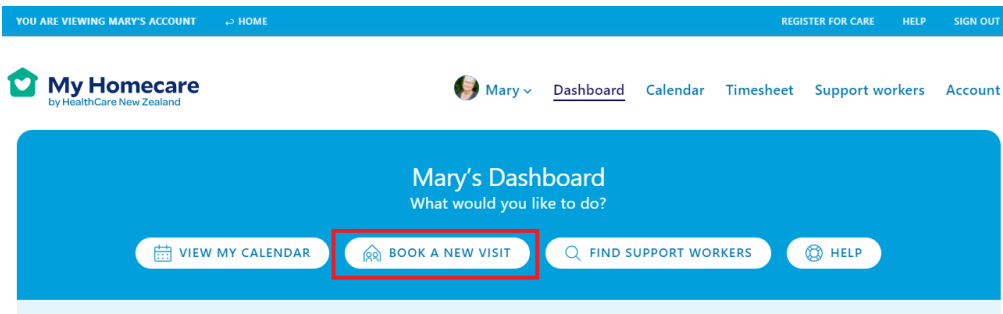 YOU ARE VIEWING MARY'S ACCOUNT HOME REGISTER FOR CARE HELP SIGN OUT
My Homecare
by HealthCare New Zealand
Mary Dashboard Calendar Timesheet Support workers Account
Mary's Dashboard
What would you like to do?
VIEW MY CALENDAR BOOK A NEW VISIT FIND SUPPORT WORKERS HELP